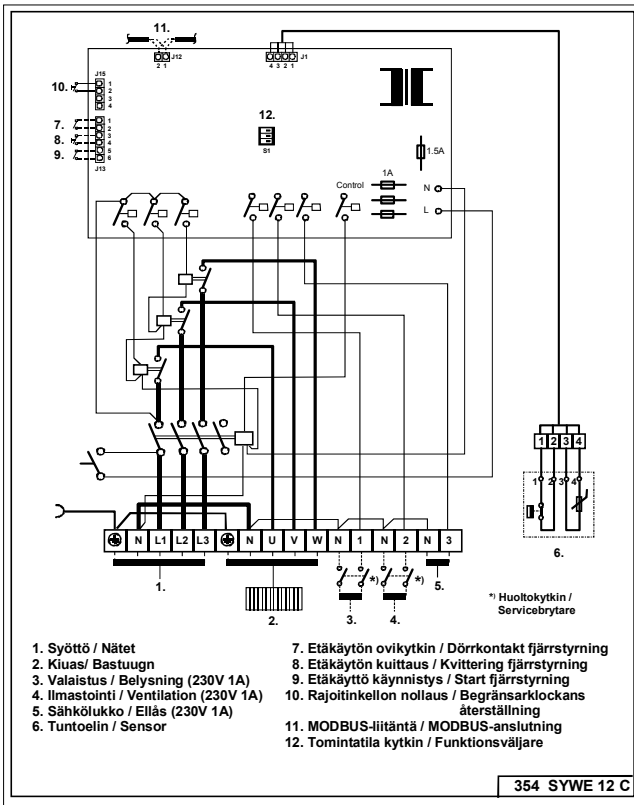 11.
J12
2 1
J1
4 3 2 1
10.
J15
1
2
3
4
7.
8.
9.
1
2
3
4
5
6
J13
12.
S1
1.5A
1A
Control
N
L
1 2 3 4
1 2 3 4
6.
N L1 L2 L3 N U V W N 1 N 2 N 3
*) *)
1. 2. 3. 4. 5.
*) Huoltokytkin /
Servicebrytare
1. Syöttö / Nätet
2. Kiuas/ Bastuugn
3. Valaistus / Belysning (230V 1A)
4. Ilmastointi / Ventilation (230V 1A)
5. Sähkölukko / Ellås (230V 1A)
6. Tuntoelin / Sensor
7. Etäkäytön ovikytkin / Dörrkontakt fjärrstyrning
8. Etäkäytön kuittaus / Kvittering fjärrstyrning
9. Etäkäyttö käynnistys / Start fjärrstyrning
10. Rajoitinkellon nollaus / Begränsarklockans
återställning
11. MODBUS-liitäntä / MODBUS-anslutning
12. Tomintatila kytkin / Funktionsväljare
354 SYWE 12 C